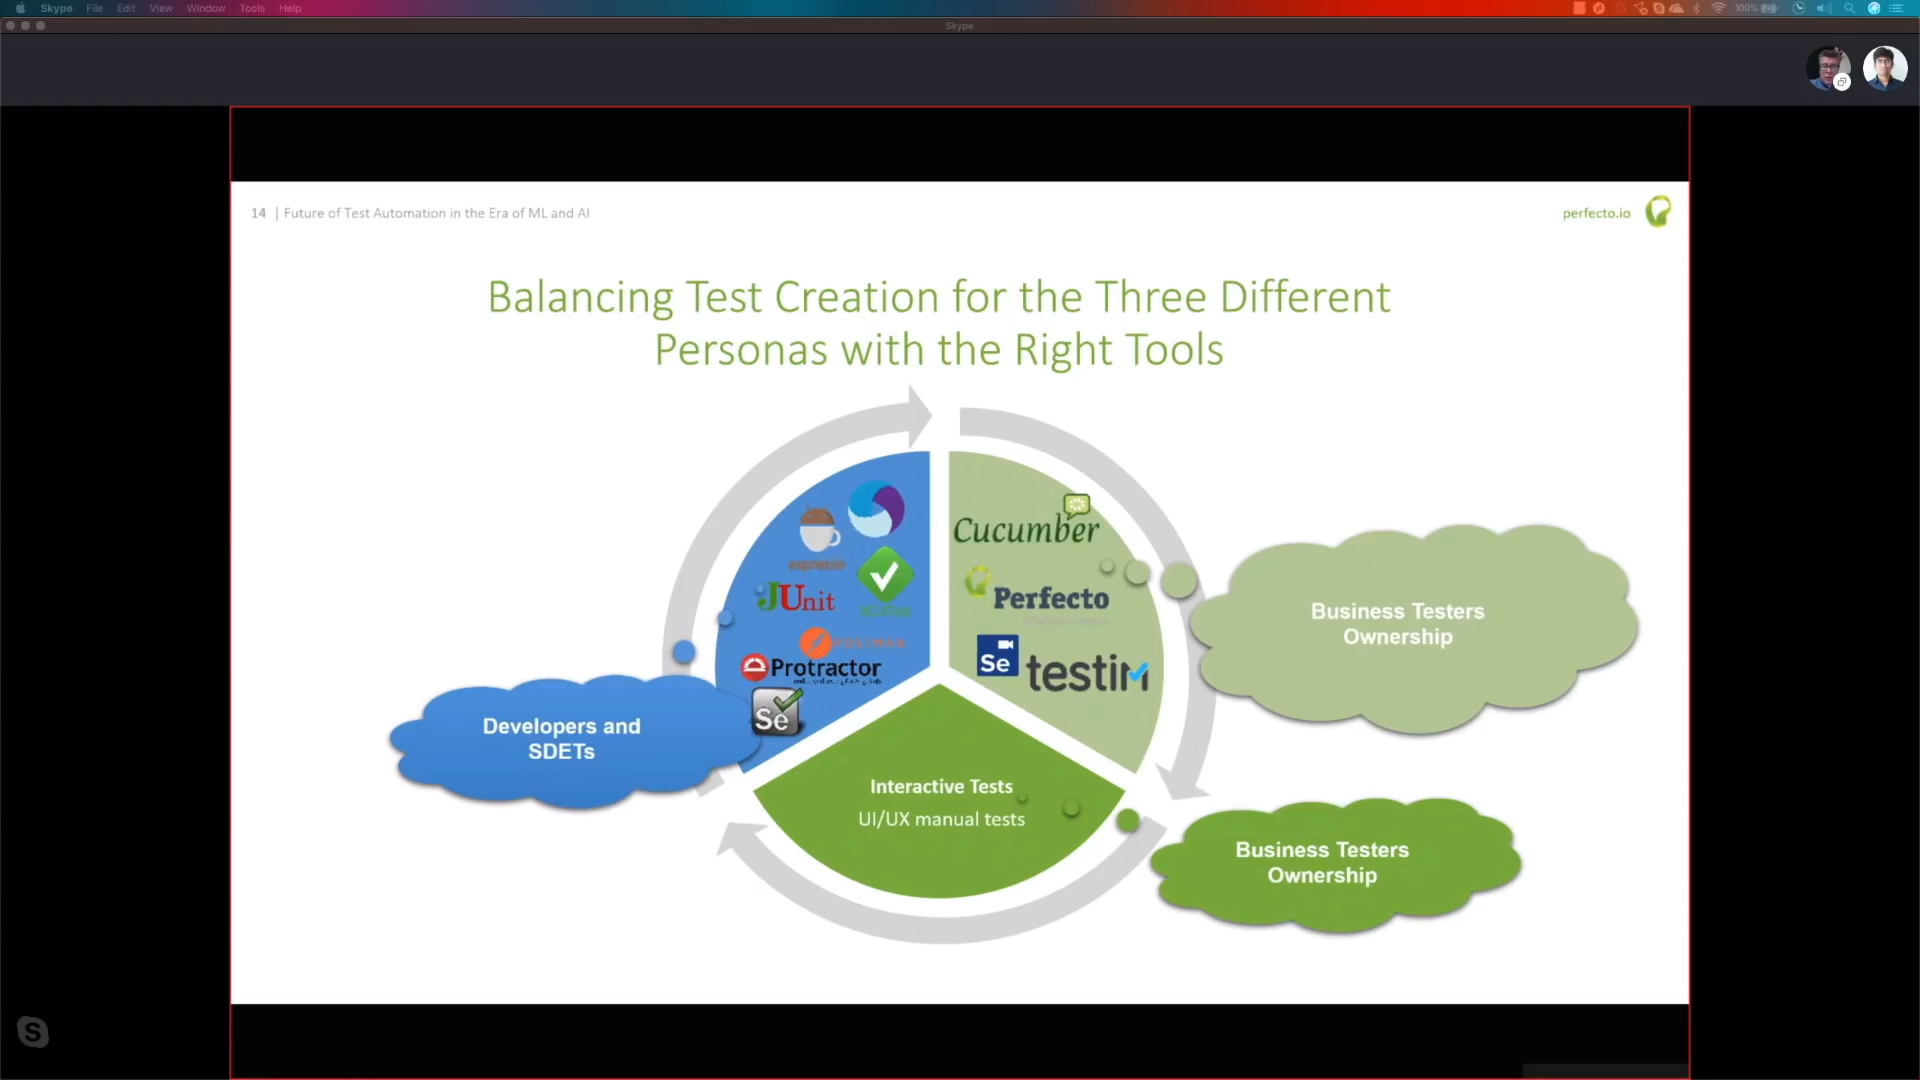 Skype File Edit View Window Tools Help
100%
Skype
14 | Future of Test Automation in the Era of ML and AI
perfecto.io
Balancing Test Creation for the Three Different
Personas with the Right Tools
espresso
JUnit
Protractor
Se
Cucumber
Perfecto
Se
testim
Developers and
SDETs
Business Testers
Ownership
Interactive Tests
UI/UX manual tests
Business Testers
Ownership
S